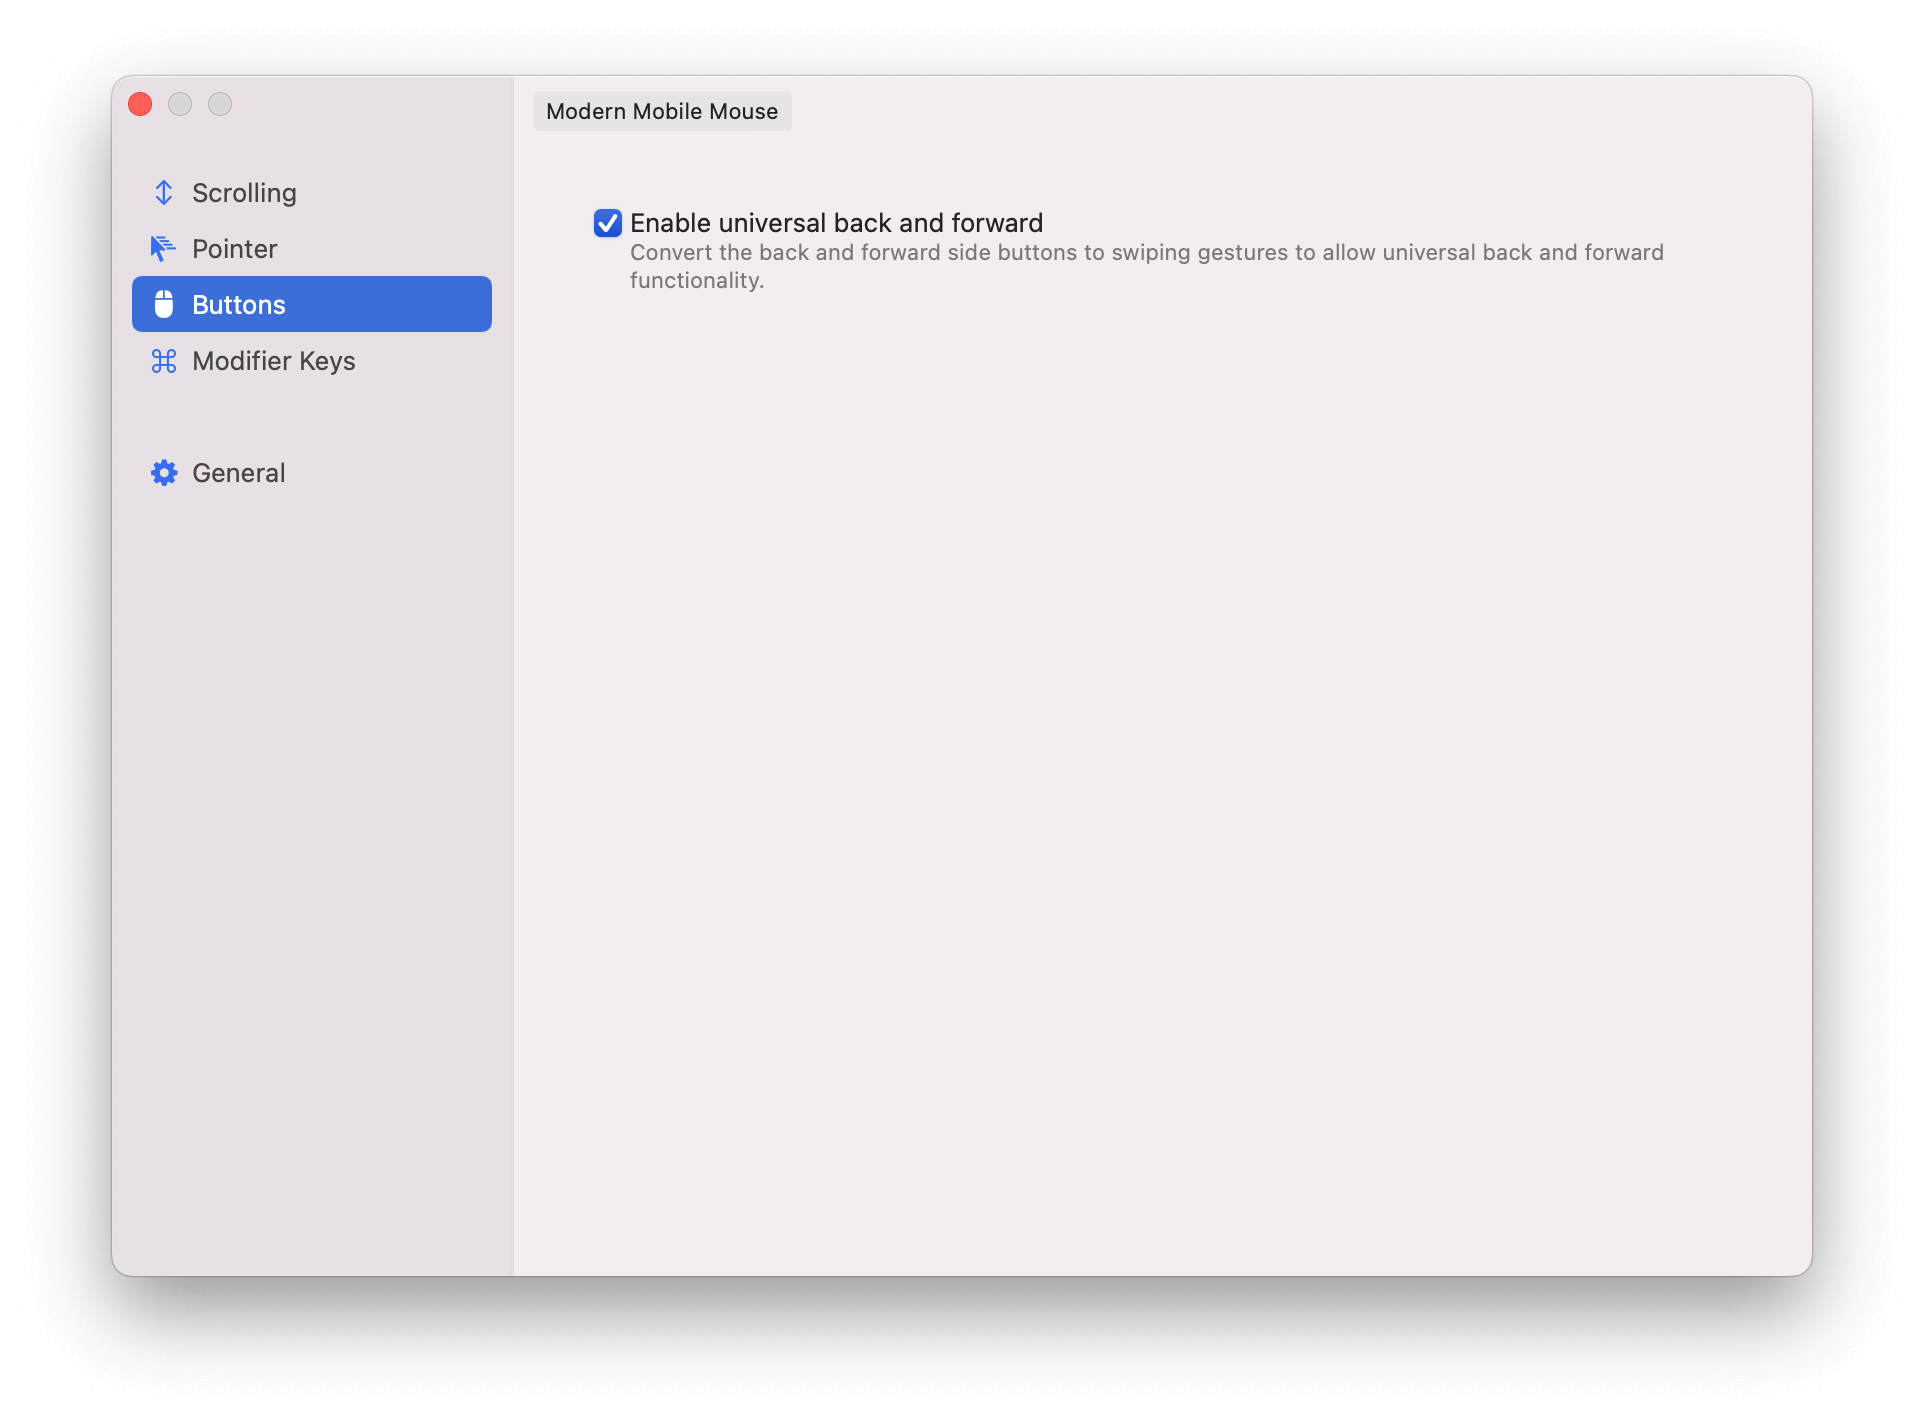 Modern Mobile Mouse
Scrolling
Pointer
Buttons
Modifier Keys
General
Enable universal back and forward
Convert the back and forward side buttons to swiping gestures to allow universal back and forward
functionality.